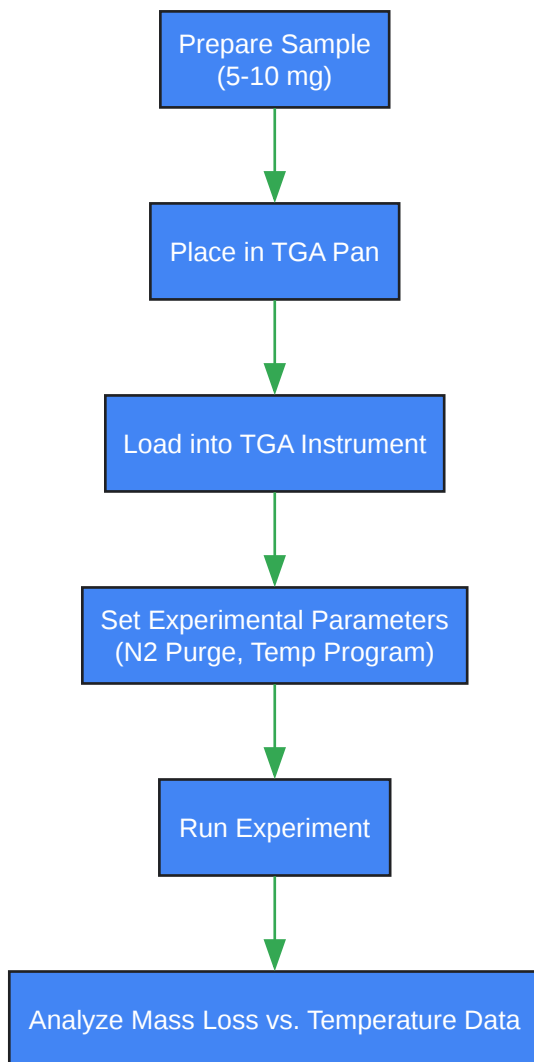 Prepare Sample
(5-10 mg)
Place in TGA Pan
Load into TGA Instrument
Set Experimental Parameters
(N2 Purge, Temp Program)
Run Experiment
Analyze Mass Loss vs. Temperature Data